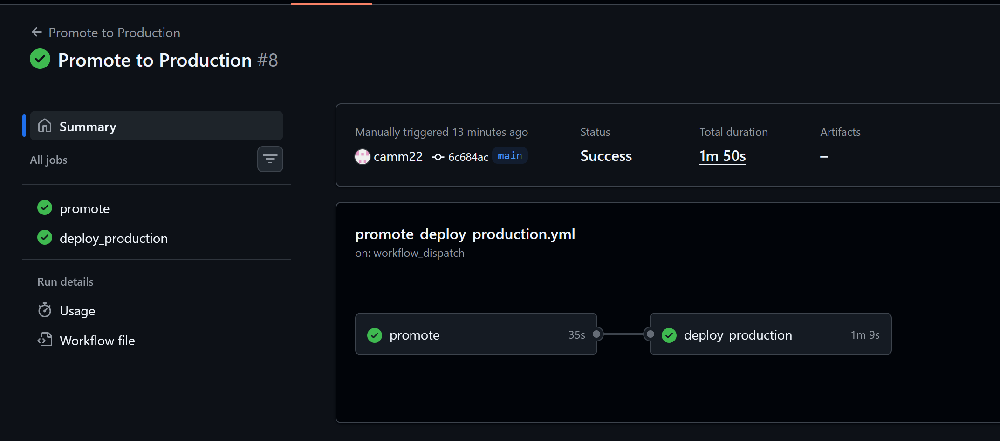 Promote to Production
Promote to Production #8
Summary
All jobs
promote
deploy_production
Run details
Usage
Workflow file
Manually triggered 13 minutes ago
camm22 6c684ac main
Status
Success
Total duration
1m 50s
Artifacts
–
promote_deploy_production.yml
on: workflow_dispatch
promote 35s
deploy_production 1m 9s